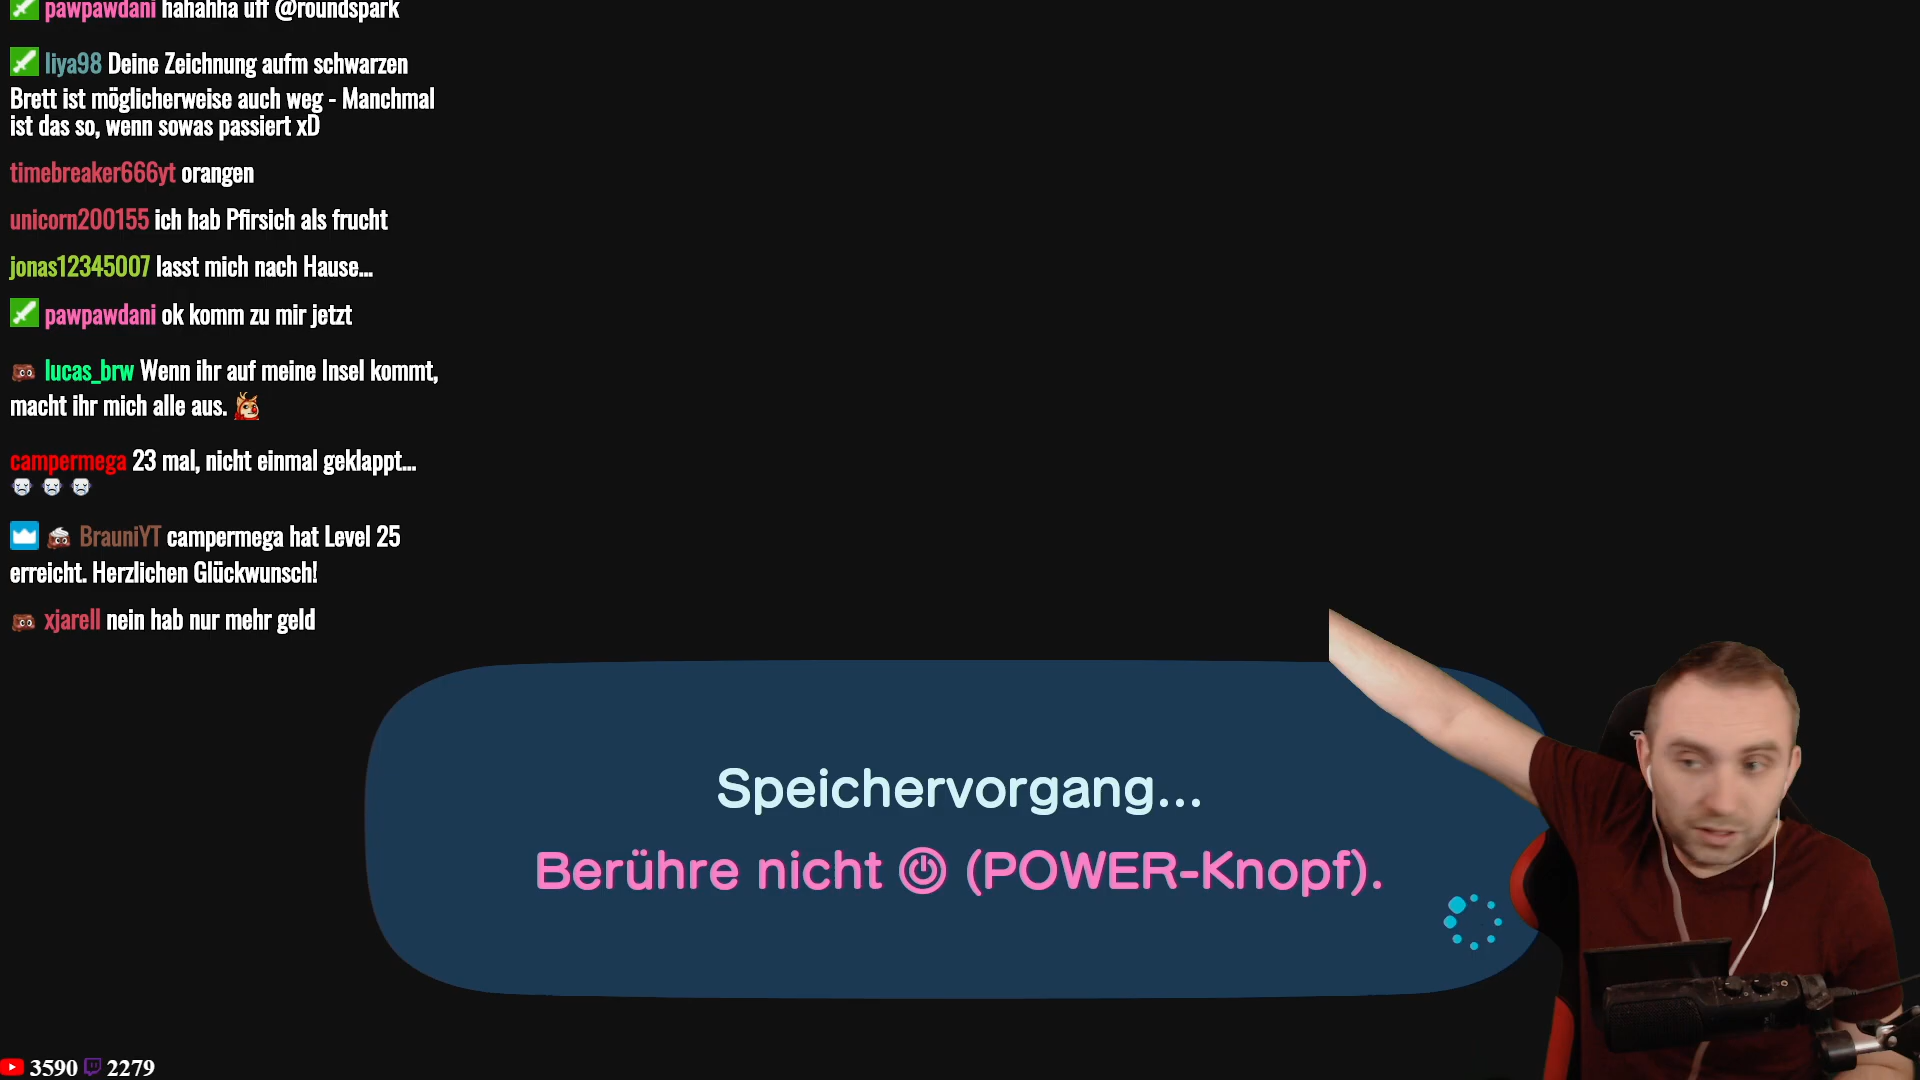 pawpawdani hahahha uff @roundspark
liya98 Deine Zeichnung aufm schwarzen
Brett ist möglicherweise auch weg - Manchmal
ist das so, wenn sowas passiert xD
timebreaker666yt orangen
unicorn200155 ich hab Pfirsich als frucht
jonas12345007 lasst mich nach Hause...
pawpawdani ok komm zu mir jetzt
lucas_brw Wenn ihr auf meine Insel kommt,
macht ihr mich alle aus.
campermega 23 mal, nicht einmal geklappt...
BrauniYT campermega hat Level 25
erreicht. Herzlichen Glückwunsch!
xjarell nein hab nur mehr geld
Speichervorgang...
Berühre nicht (POWER-Knopf).
3590 2279